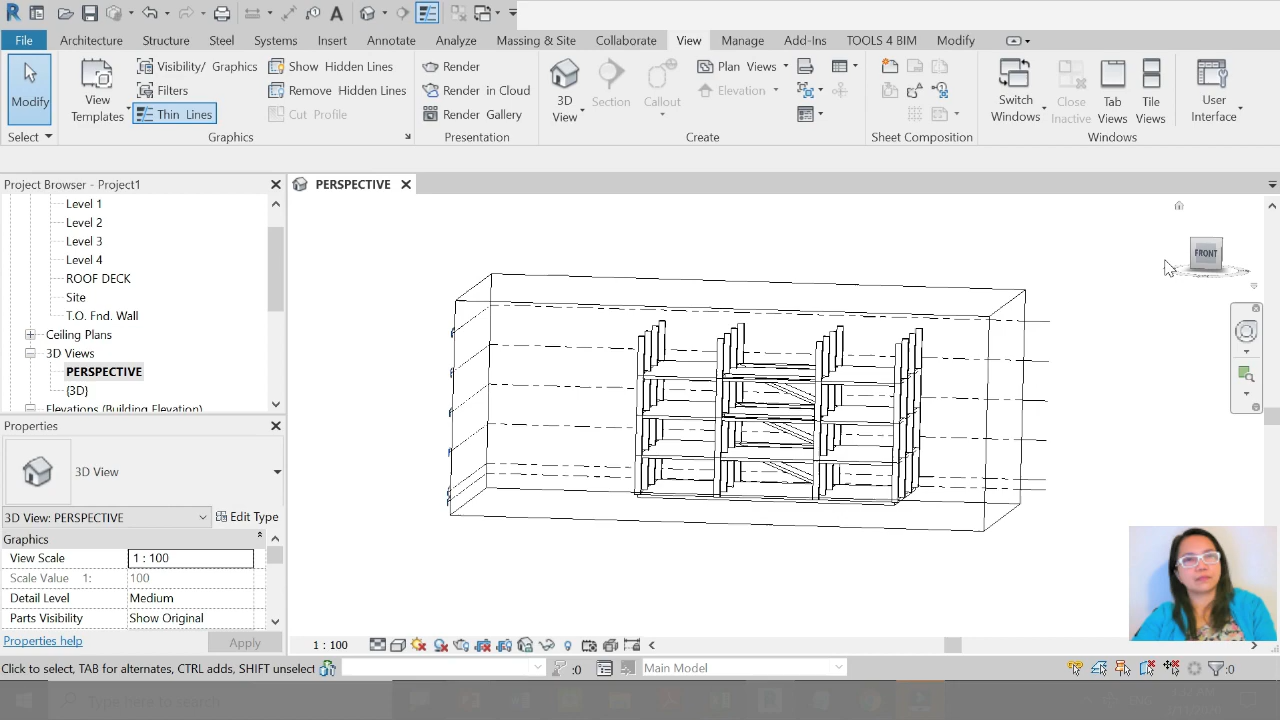 File Architecture Structure Steel Systems Insert Annotate Analyze Massing & Site Collaborate View Manage Add-Ins TOOLS 4 BIM Modify
Modify
Select
View
Templates
Visibility/ Graphics
Filters
Thin Lines
Show Hidden Lines
Remove Hidden Lines
Cut Profile
Graphics
Render
Render in Cloud
Render Gallery
Presentation
3D
View
Section
Callout
Plan Views
Elevation
Create
Sheet Composition
Switch
Windows
Close
Inactive
Tab
Views
Tile
Views
Windows
User
Interface
Project Browser - Project1
Level 1
Level 2
Level 3
Level 4
ROOF DECK
Site
T.O. Fnd. Wall
Ceiling Plans
3D Views
PERSPECTIVE
{3D}
Elevations (Building Elevation)
PERSPECTIVE
FRONT
Properties
3D View
3D View: PERSPECTIVE
Edit Type
Graphics
View Scale 1 : 100
Scale Value 1: 100
Detail Level Medium
Parts Visibility Show Original
Properties help
Apply
1 : 100
Click to select, TAB for alternates, CTRL adds, SHIFT unselect
:0
Main Model
:0
Type here to search